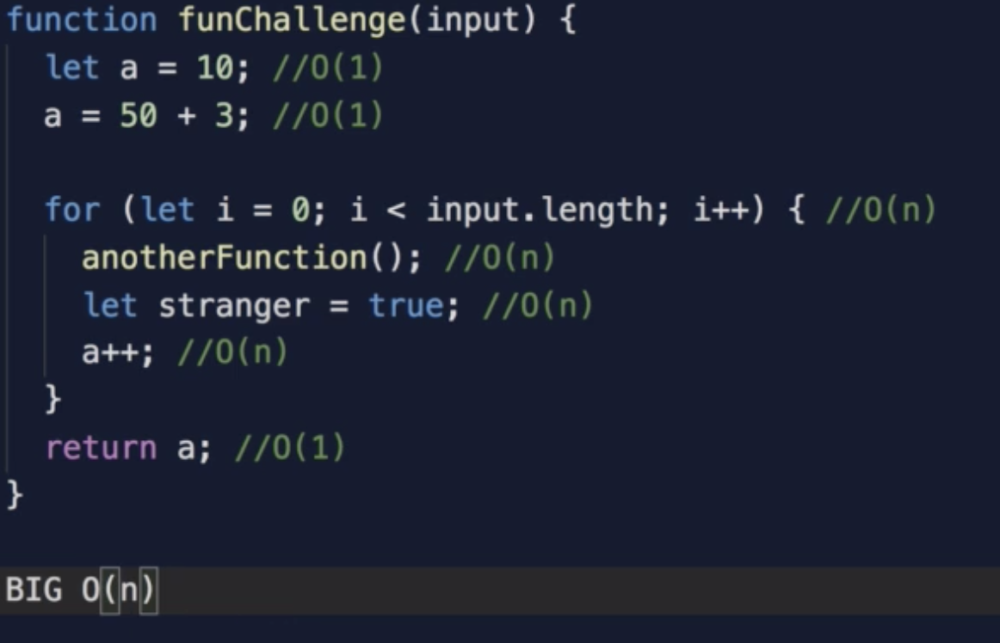 function funChallenge(input) {
let a = 10; //O(1)
a = 50 + 3; //O(1)
for (let i = 0; i < input.length; i++) { //O(n)
anotherFunction(); //O(n)
let stranger = true; //O(n)
a++; //O(n)
}
return a; //O(1)
}
BIG O(n)